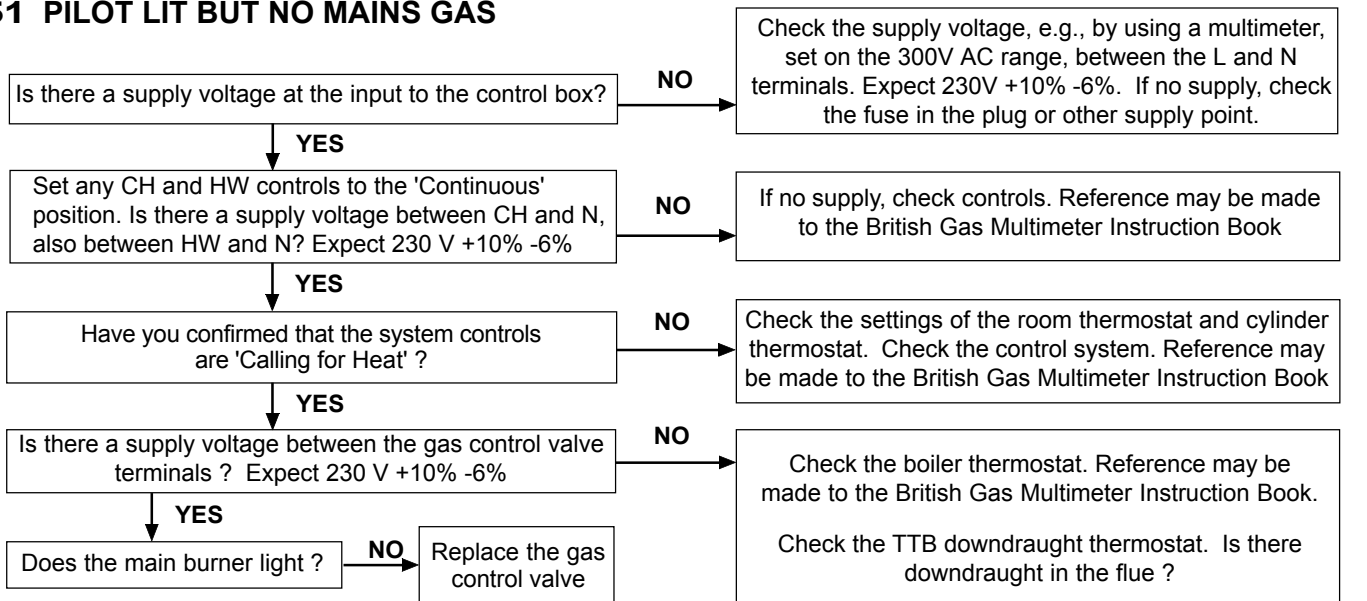 51 PILOT LIT BUT NO MAINS GAS
Is there a supply voltage at the input to the control box?
NO
Check the supply voltage, e.g., by using a multimeter,
set on the 300V AC range, between the L and N
terminals. Expect 230V +10% -6%. If no supply, check
the fuse in the plug or other supply point.
YES
Set any CH and HW controls to the 'Continuous'
position. Is there a supply voltage between CH and N,
also between HW and N? Expect 230 V +10% -6%
NO
If no supply, check controls. Reference may be made
to the British Gas Multimeter Instruction Book
YES
Have you confirmed that the system controls
are 'Calling for Heat' ?
NO
Check the settings of the room thermostat and cylinder
thermostat. Check the control system. Reference may
be made to the British Gas Multimeter Instruction Book
YES
Is there a supply voltage between the gas control valve
terminals ? Expect 230 V +10% -6%
NO
Check the boiler thermostat. Reference may be
made to the British Gas Multimeter Instruction Book.
Check the TTB downdraught thermostat. Is there
downdraught in the flue ?
YES
Does the main burner light ?
NO
Replace the gas
control valve